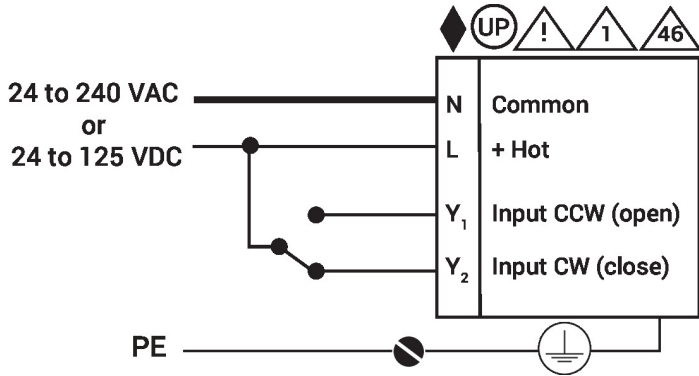 UP ! 1 46
24 to 240 VAC
or
24 to 125 VDC
N Common
L + Hot
Y1 Input CCW (open)
Y2 Input CW (close)
PE